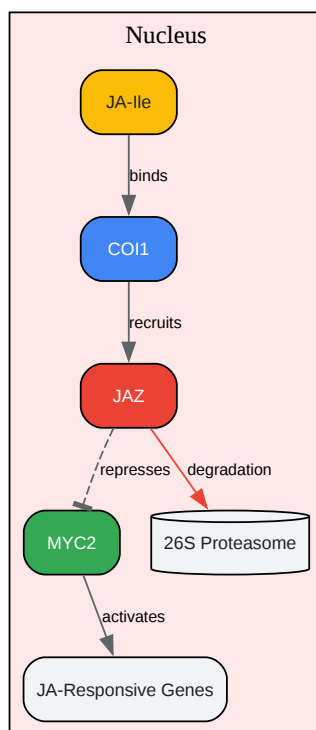 Nucleus
JA-Ile
binds
COI1
recruits
JAZ
represses
degradation
MYC2
26S Proteasome
activates
JA-Responsive Genes